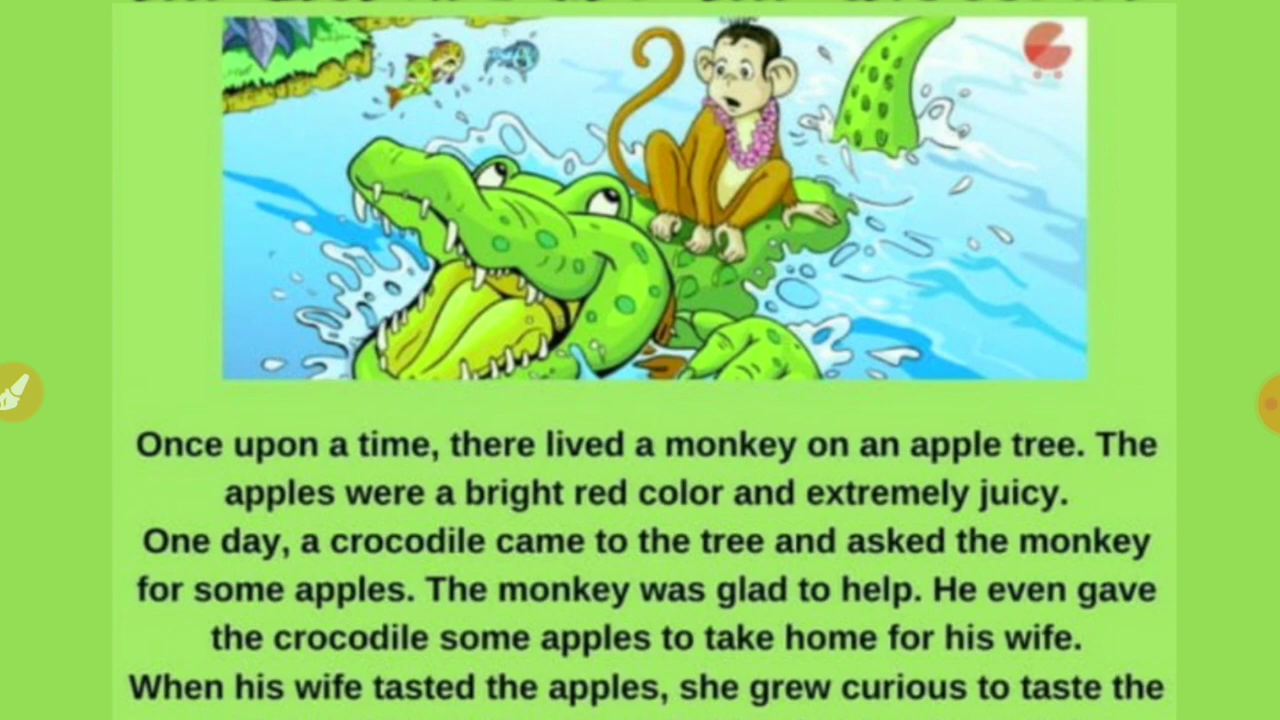 Once upon a time, there lived a monkey on an apple tree. The
apples were a bright red color and extremely juicy.
One day, a crocodile came to the tree and asked the monkey
for some apples. The monkey was glad to help. He even gave
the crocodile some apples to take home for his wife.
When his wife tasted the apples, she grew curious to taste the